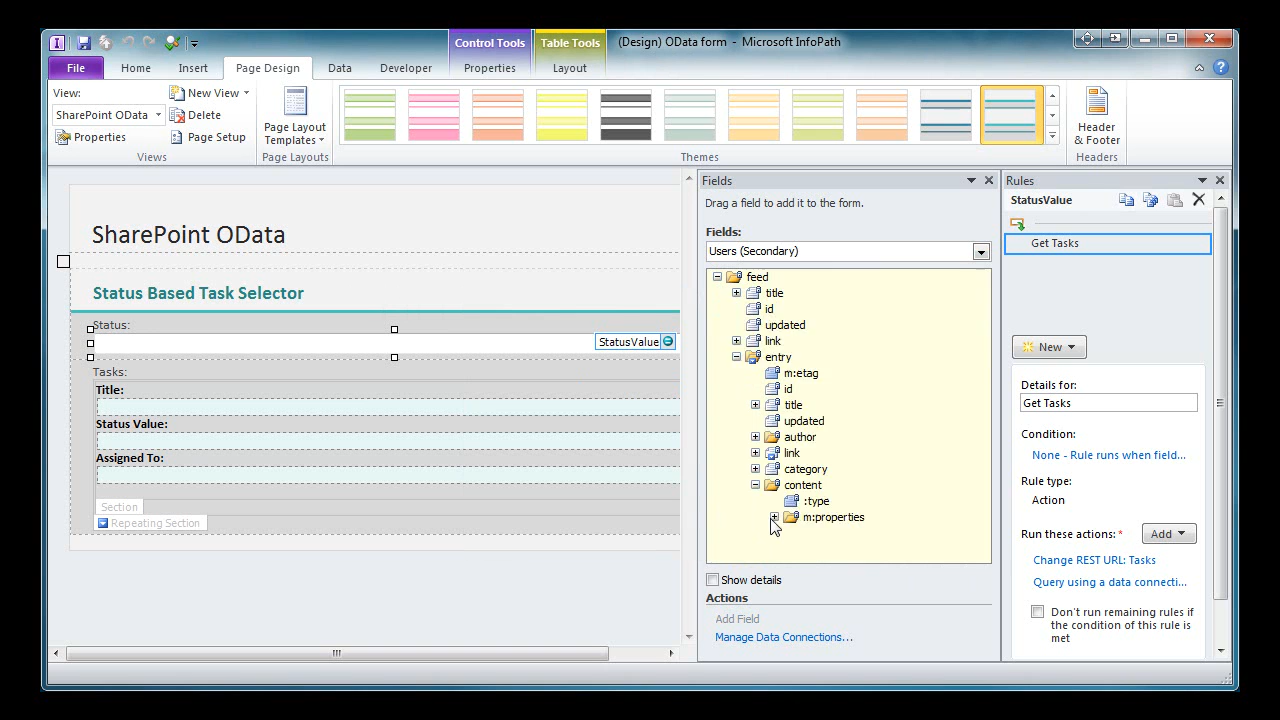 Control Tools
Table Tools
(Design) OData form - Microsoft InfoPath
File
Home
Insert
Page Design
Data
Developer
Properties
Layout
View:
SharePoint OData
Properties
New View
Delete
Page Setup
Views
Page Layout
Templates
Page Layouts
Themes
Header
& Footer
Headers
SharePoint OData
Status Based Task Selector
Status:
StatusValue
Tasks:
Title:
Status Value:
Assigned To:
Section
Repeating Section
Fields
Drag a field to add it to the form.
Fields:
Users (Secondary)
feed
title
id
updated
link
entry
m:etag
id
title
updated
author
link
category
content
:type
m:properties
Show details
Actions
Add Field
Manage Data Connections...
Rules
StatusValue
Get Tasks
New
Details for:
Get Tasks
Condition:
None - Rule runs when field...
Rule type:
Action
Run these actions: *
Add
Change REST URL: Tasks
Query using a data connecti...
Don't run remaining rules if
the condition of this rule is
met